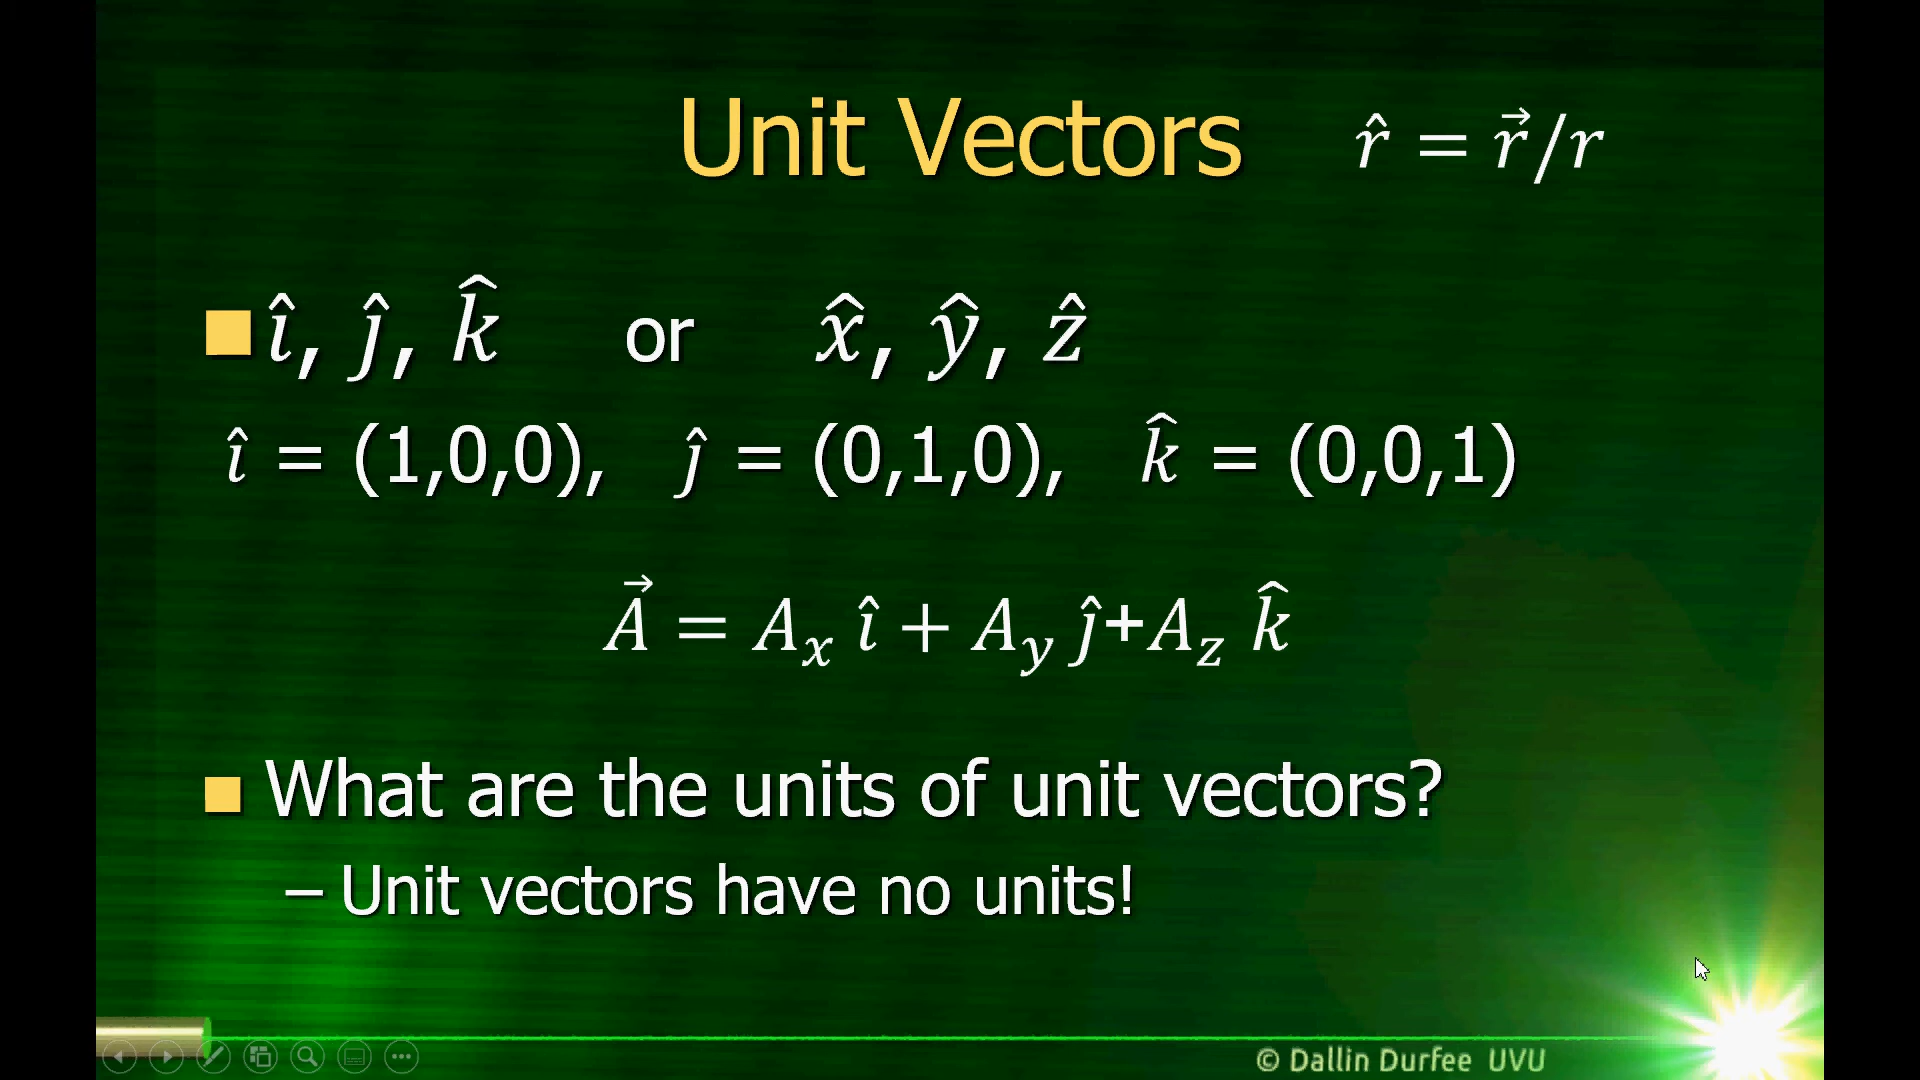 Unit Vectors r̂ = r⃗/r
■ î, ĵ, k̂ or x̂, ŷ, ẑ
î = (1,0,0), ĵ = (0,1,0), k̂ = (0,0,1)
A⃗ = Aₓ î + A_y ĵ+A_z k̂
■ What are the units of unit vectors?
– Unit vectors have no units!
© Dallin Durfee UVU